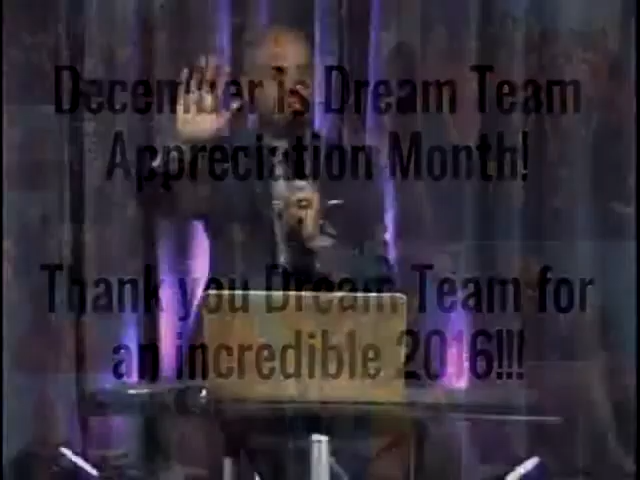 December is Dream Team
Appreciation Month!
Thank you Dream Team for
an incredible 2016!!!